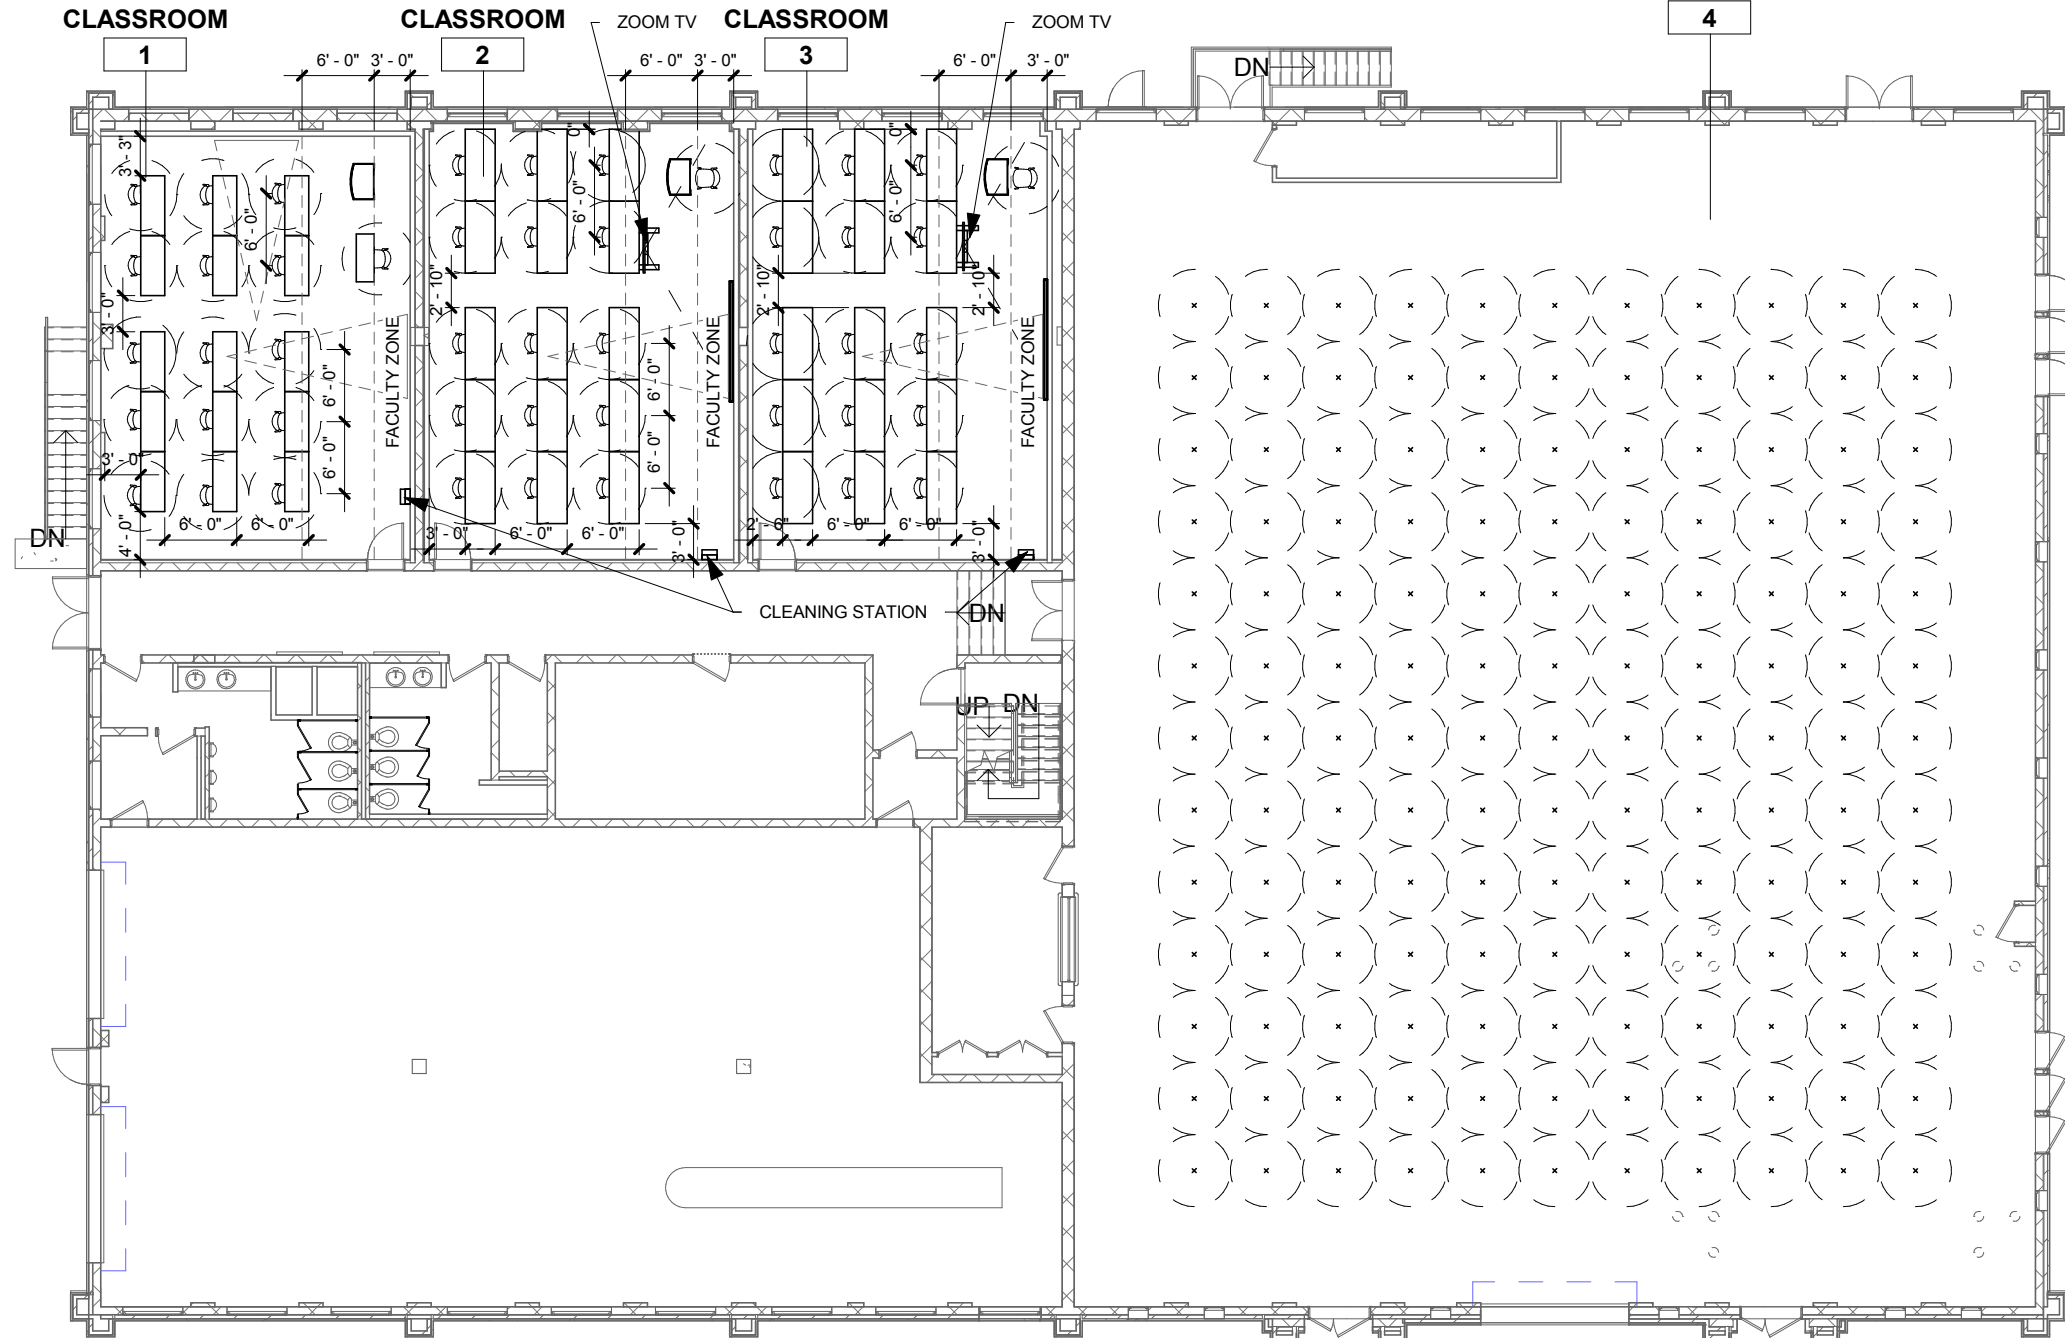 CLASSROOM
1
CLASSROOM
2
ZOOM TV
CLASSROOM
3
ZOOM TV
4
6' - 0" 3' - 0"
6' - 0" 3' - 0"
6' - 0" 3' - 0"
DN
3' - 3"
6' - 0"
3' - 0"
6' - 0"
6' - 0"
3' - 0"
4' - 0"
6' - 0" 6' - 0"
FACULTY ZONE
DN
0"
6' - 0"
2' - 10"
6' - 0"
6' - 0"
3' - 0" 6' - 0" 6' - 0"
3' - 0"
FACULTY ZONE
0"
6' - 0"
2' - 10"
2' - 10"
2' - 6" 6' - 0" 6' - 0"
3' - 0"
FACULTY ZONE
CLEANING STATION
DN
UP DN